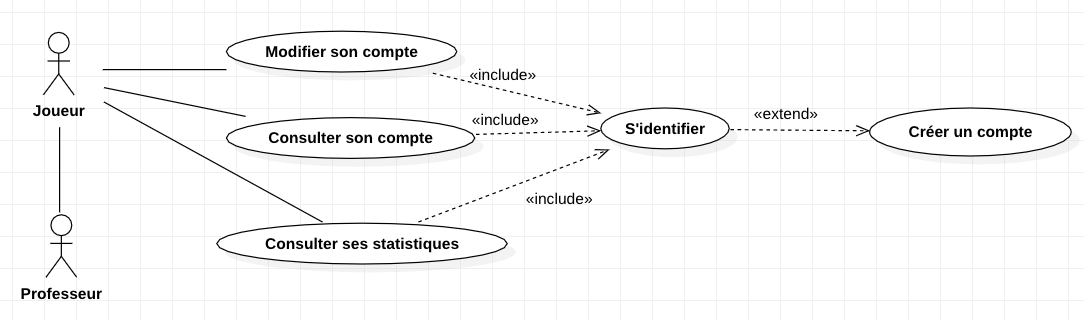 Modifier son compte
«include»
Joueur
«include»
«extend»
S'identifier
Créer un compte
Consulter son compte
«include»
Consulter ses statistiques
Professeur